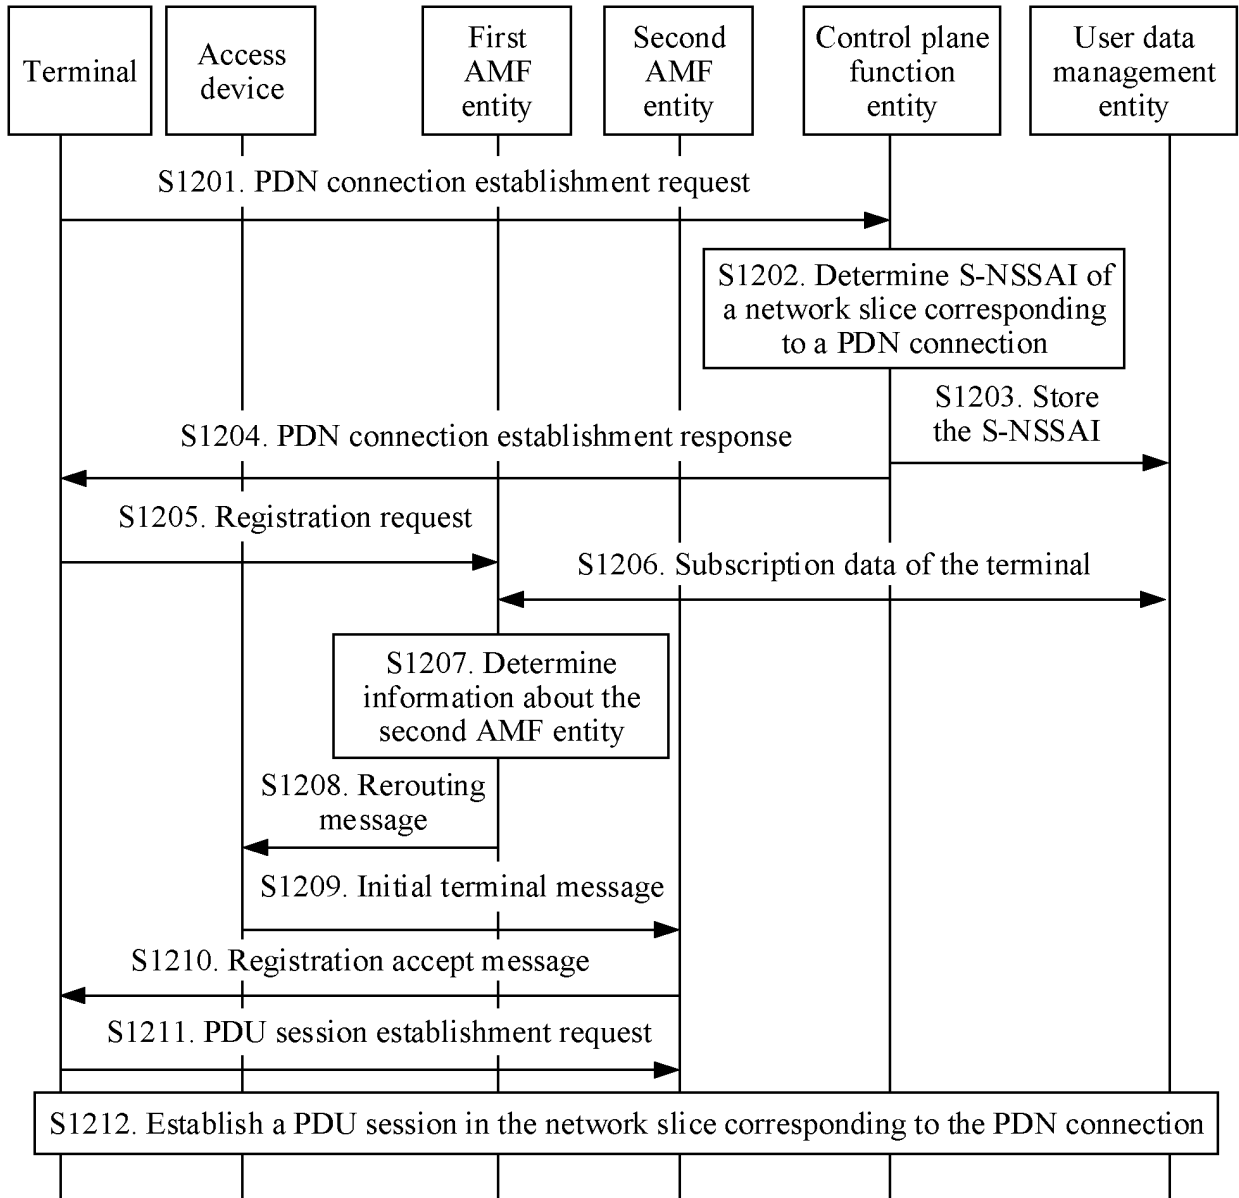 Terminal
Access
device
First
AMF
entity
Second
AMF
entity
Control plane
function
entity
User data
management
entity
S1201. PDN connection establishment request
S1202. Determine S-NSSAI of
a network slice corresponding
to a PDN connection
S1203. Store
the S-NSSAI
S1204. PDN connection establishment response
S1205. Registration request
S1206. Subscription data of the terminal
S1207. Determine
information about the
second AMF entity
S1208. Rerouting
message
S1209. Initial terminal message
S1210. Registration accept message
S1211. PDU session establishment request
S1212. Establish a PDU session in the network slice corresponding to the PDN connection